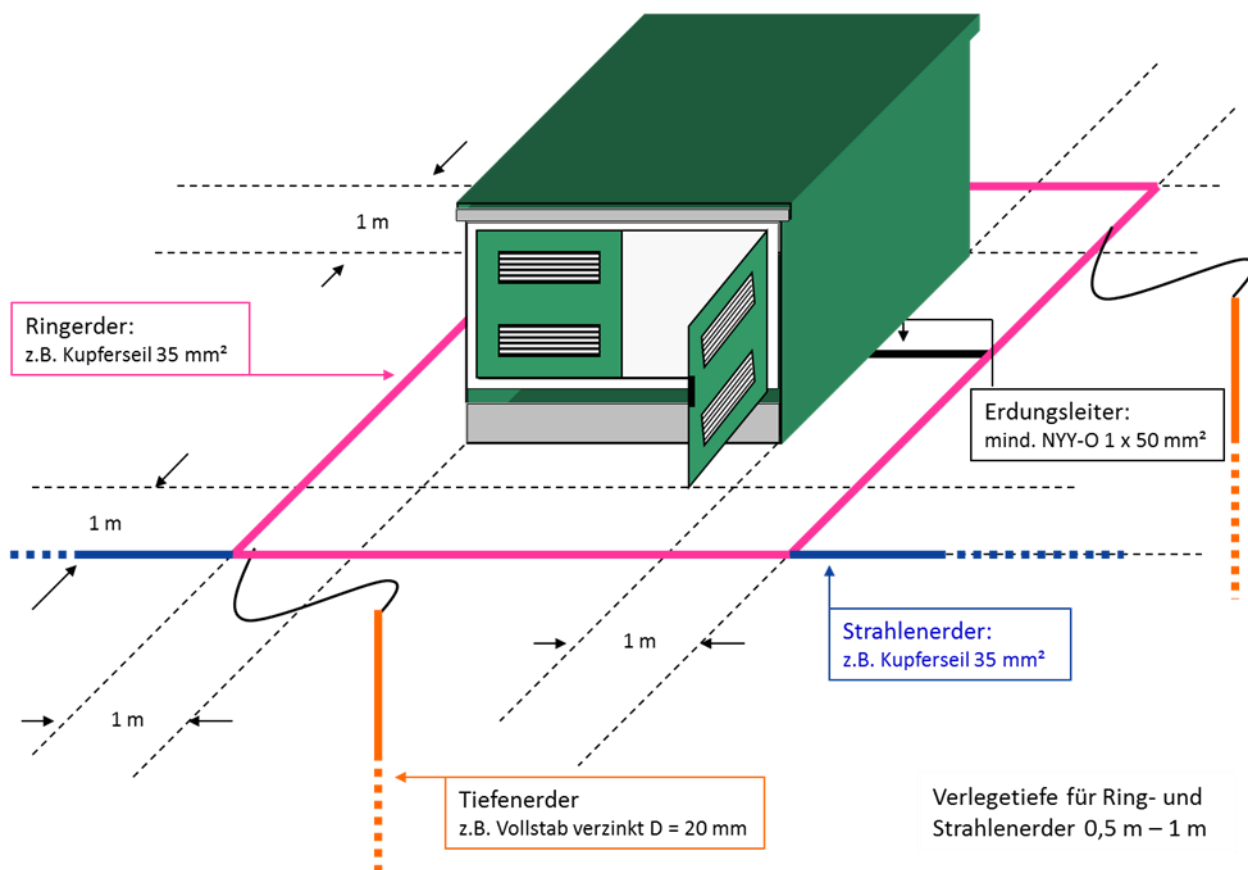 1 m
Ringerder:
z.B. Kupferseil 35 mm²
Erdungsleiter:
mind. NYY-O 1 x 50 mm²
1 m
Strahlenerder:
z.B. Kupferseil 35 mm²
1 m
1 m
Tiefenerder
z.B. Vollstab verzinkt D = 20 mm
Verlegetiefe für Ring- und
Strahlenerder 0,5 m – 1 m